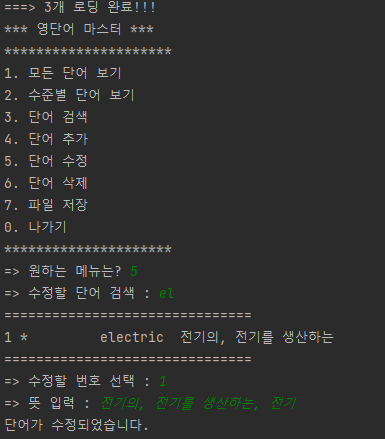 ===> 3개 로딩 완료!!!
*** 영단어 마스터 ***
*********************
1. 모든 단어 보기
2. 수준별 단어 보기
3. 단어 검색
4. 단어 추가
5. 단어 수정
6. 단어 삭제
7. 파일 저장
0. 나가기
*********************
=> 원하는 메뉴는? 5
=> 수정할 단어 검색 : el
===============================
1 *         electric  전기의, 전기를 생산하는
===============================
=> 수정할 번호 선택 : 1
=> 뜻 입력 : 전기의, 전기를 생산하는, 전기
단어가 수정되었습니다.